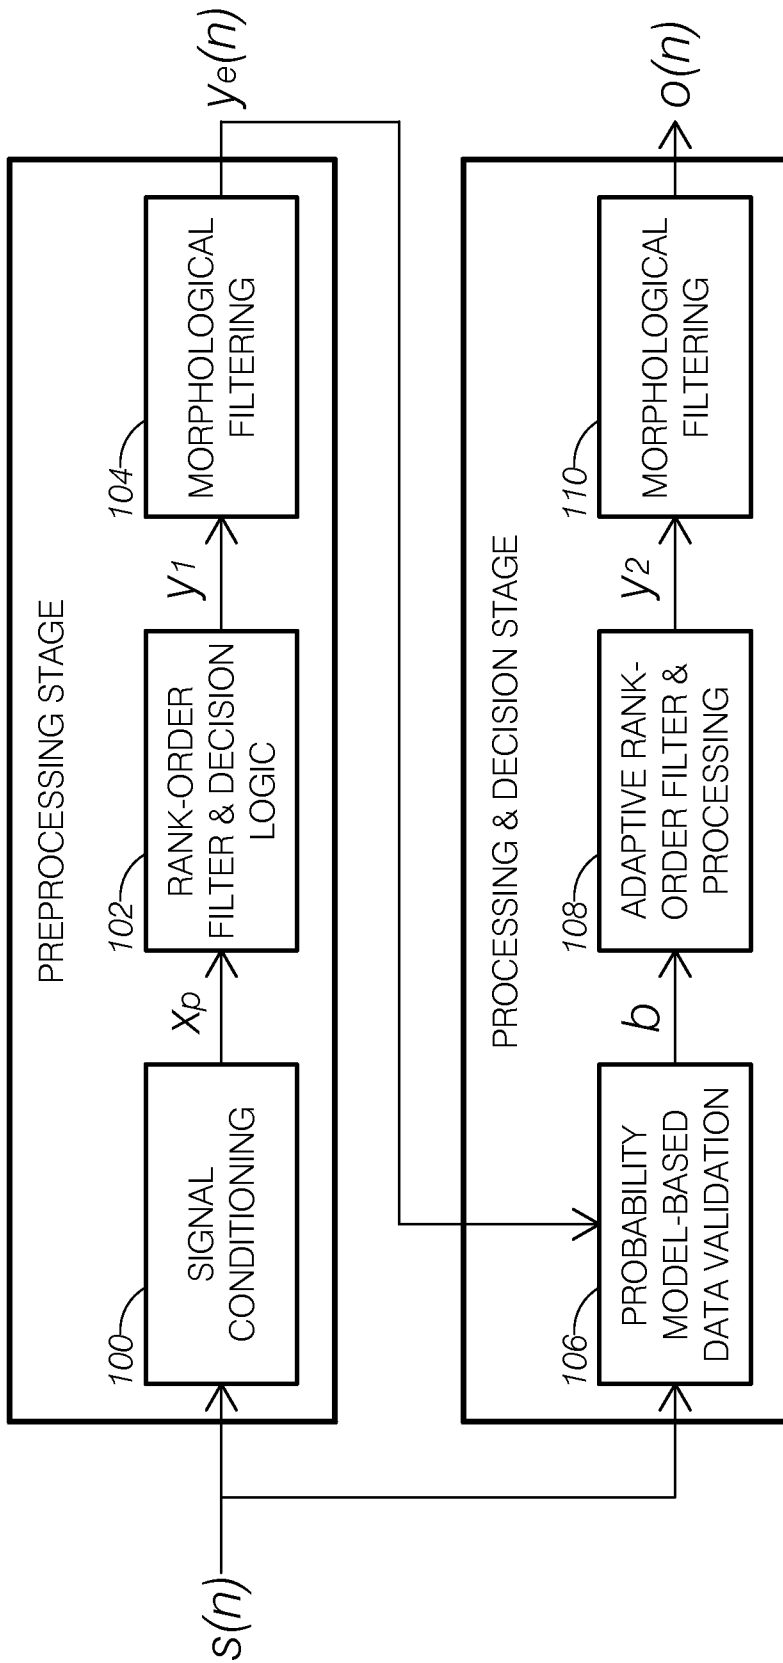 PREPROCESSING STAGE
s(n)
100
SIGNAL
CONDITIONING
xp
102
RANK-ORDER
FILTER & DECISION
LOGIC
y1
104
MORPHOLOGICAL
FILTERING
ye(n)
PROCESSING & DECISION STAGE
106
PROBABILITY
MODEL-BASED
DATA VALIDATION
b
108
ADAPTIVE RANK-
ORDER FILTER &
PROCESSING
y2
110
MORPHOLOGICAL
FILTERING
o(n)